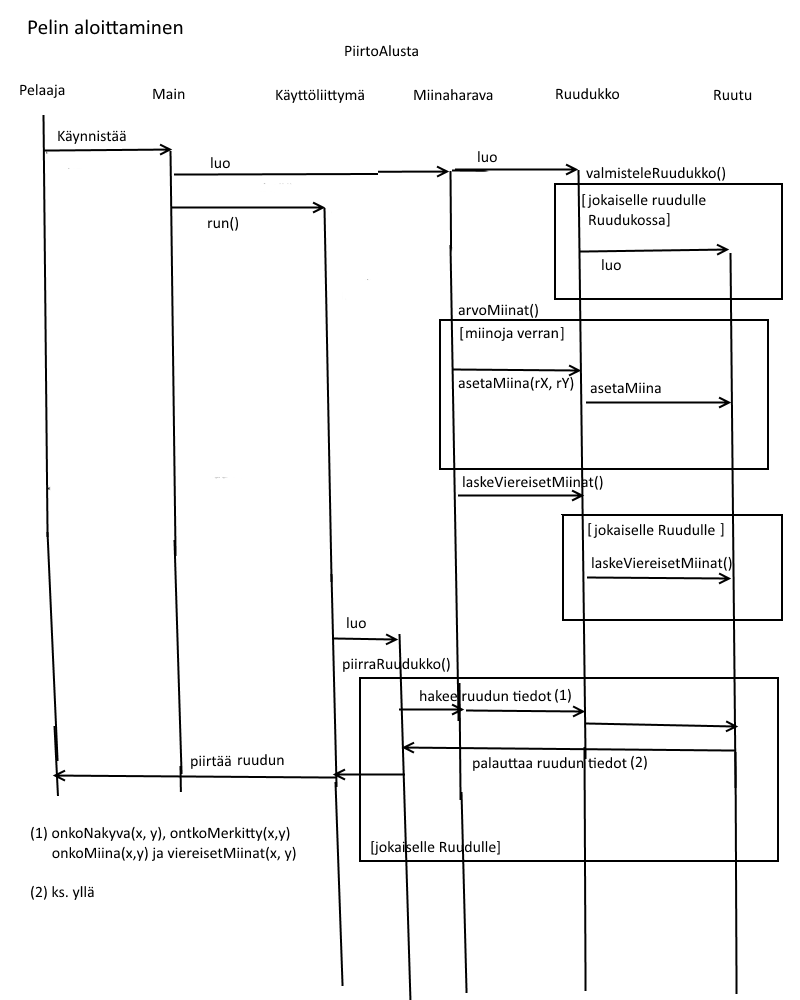 Pelin aloittaminen
PiirtoAlusta
Pelaaja
Main
Käyttöliittymä
Miinaharava
Ruudukko
Ruutu
Käynnistää
luo
luo
valmisteleRuudukko()
[jokaiselle ruudulle
Ruudukossa]
run()
luo
arvoMiinat()
[miinoja verran]
asetaMiina(rX, rY)
asetaMiina
laskeViereisetMiinat()
[jokaiselle Ruudulle ]
laskeViereisetMiinat()
luo
piirraRuudukko()
hakee ruudun tiedot (1)
piirtää ruudun
palauttaa ruudun tiedot (2)
[jokaiselle Ruudulle]
(1) onkoNakyva(x, y), ontkoMerkitty(x,y)
onkoMiina(x,y) ja viereisetMiinat(x, y)
(2) ks. yllä